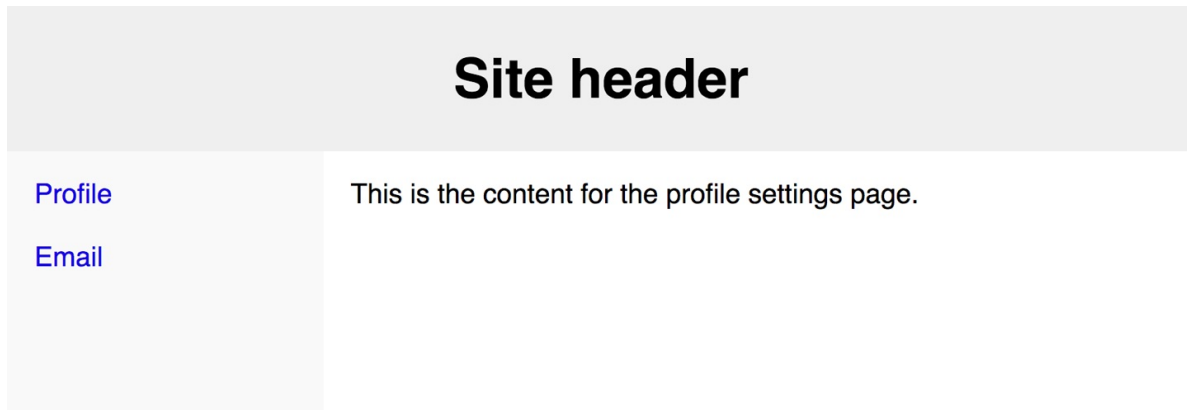 Site header
Profile
Email
This is the content for the profile settings page.